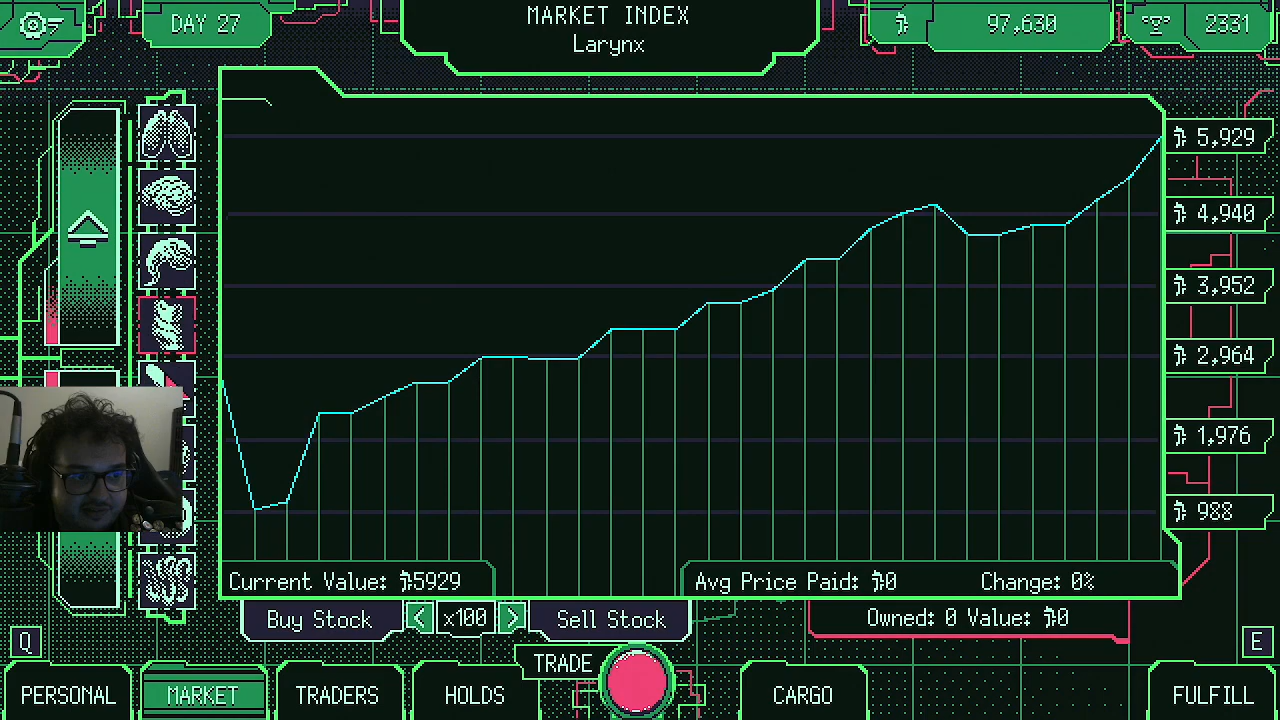 DAY 27
MARKET INDEX
Larynx
97,630
2331
5,929
4,940
3,952
2,964
1,976
988
Current Value: 5929
Avg Price Paid: 0
Change: 0%
Buy Stock
< x100 >
Sell Stock
Owned: 0 Value: 0
Q
E
TRADE
PERSONAL
MARKET
TRADERS
HOLDS
CARGO
FULFILL